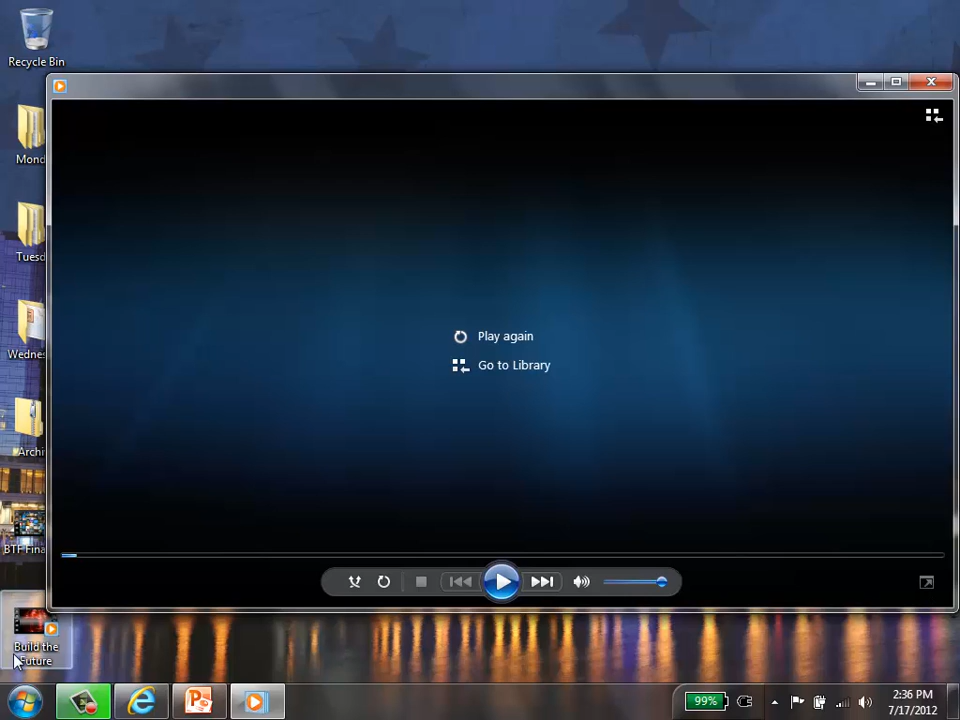 Recycle Bin
Mond
Tuesd
Wednes
Archi
BTF Fina
Build the
Future
Play again
Go to Library
99%
2:36 PM
7/17/2012